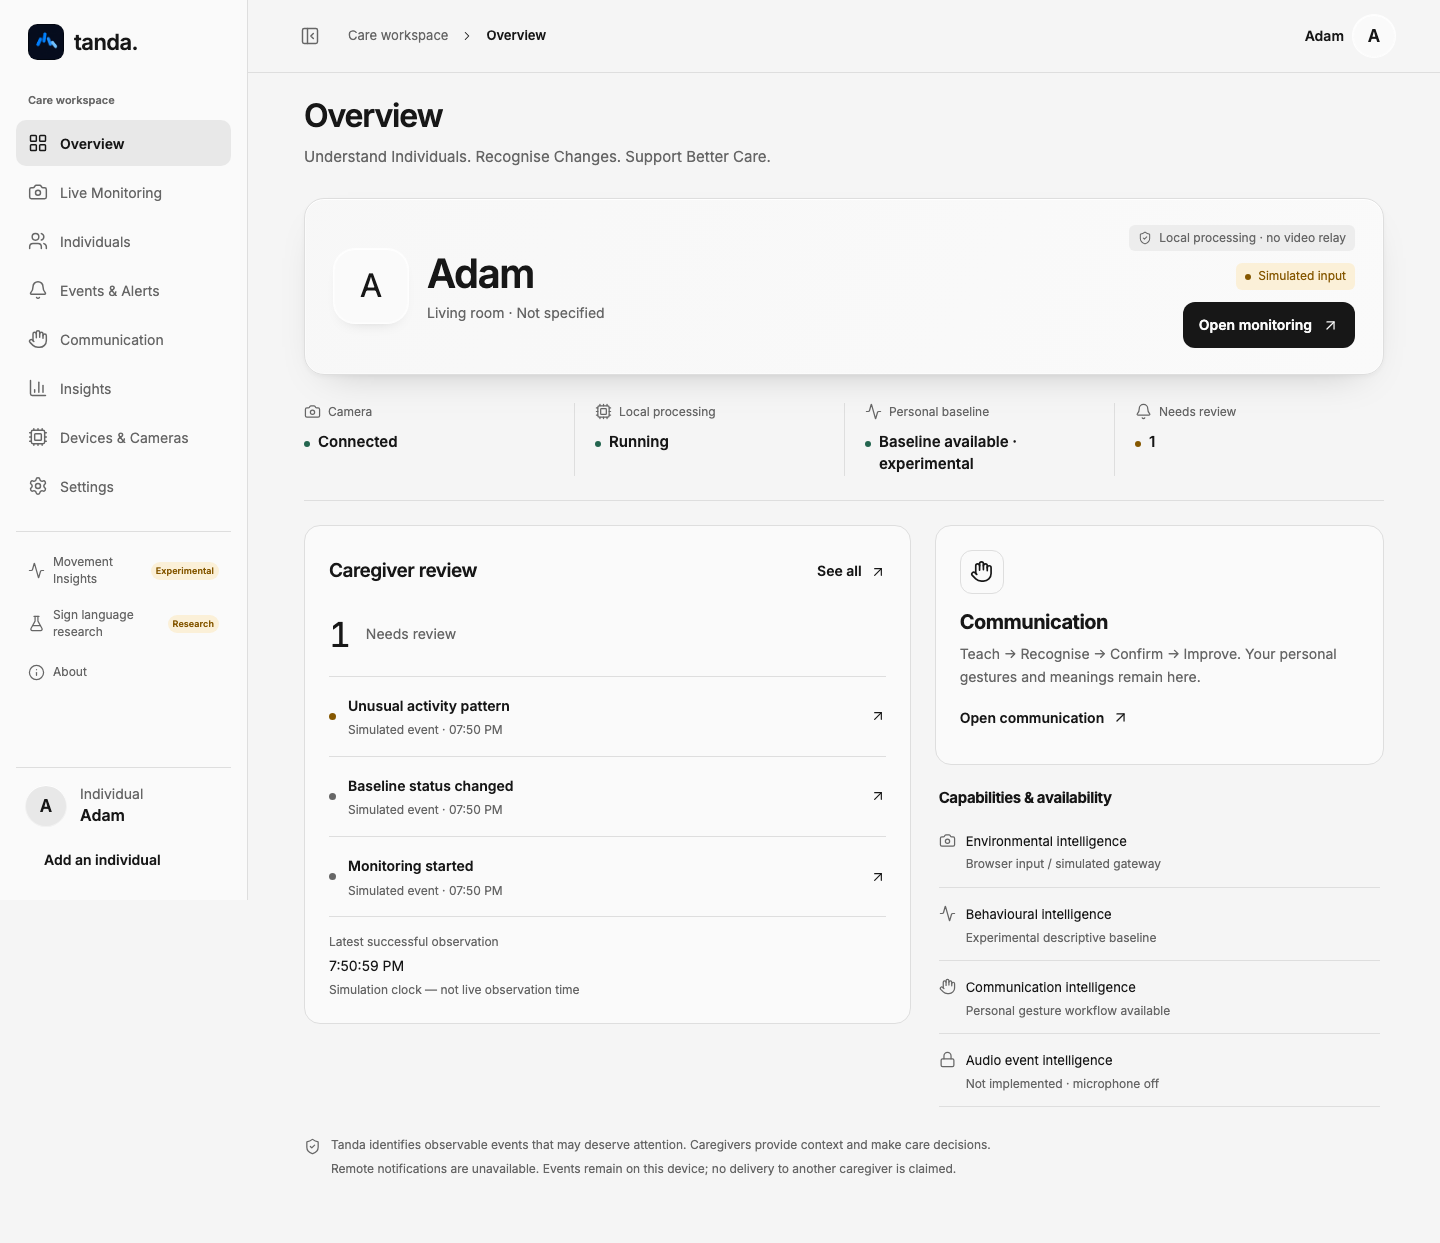 tanda.
Care workspace
Overview
Live Monitoring
Individuals
Events & Alerts
Communication
Insights
Devices & Cameras
Settings
Movement
Insights
Experimental
Sign language
research
Research
About
A
Individual
Adam
Add an individual
Care workspace > Overview
Adam
A
Overview
Understand Individuals. Recognise Changes. Support Better Care.
A
Adam
Living room · Not specified
Local processing · no video relay
Simulated input
Open monitoring
Camera
Connected
Local processing
Running
Personal baseline
Baseline available ·
experimental
Needs review
1
Caregiver review
See all
1 Needs review
Unusual activity pattern
Simulated event · 07:50 PM
Baseline status changed
Simulated event · 07:50 PM
Monitoring started
Simulated event · 07:50 PM
Latest successful observation
7:50:59 PM
Simulation clock — not live observation time
Communication
Teach → Recognise → Confirm → Improve. Your personal
gestures and meanings remain here.
Open communication
Capabilities & availability
Environmental intelligence
Browser input / simulated gateway
Behavioural intelligence
Experimental descriptive baseline
Communication intelligence
Personal gesture workflow available
Audio event intelligence
Not implemented · microphone off
Tanda identifies observable events that may deserve attention. Caregivers provide context and make care decisions.
Remote notifications are unavailable. Events remain on this device; no delivery to another caregiver is claimed.